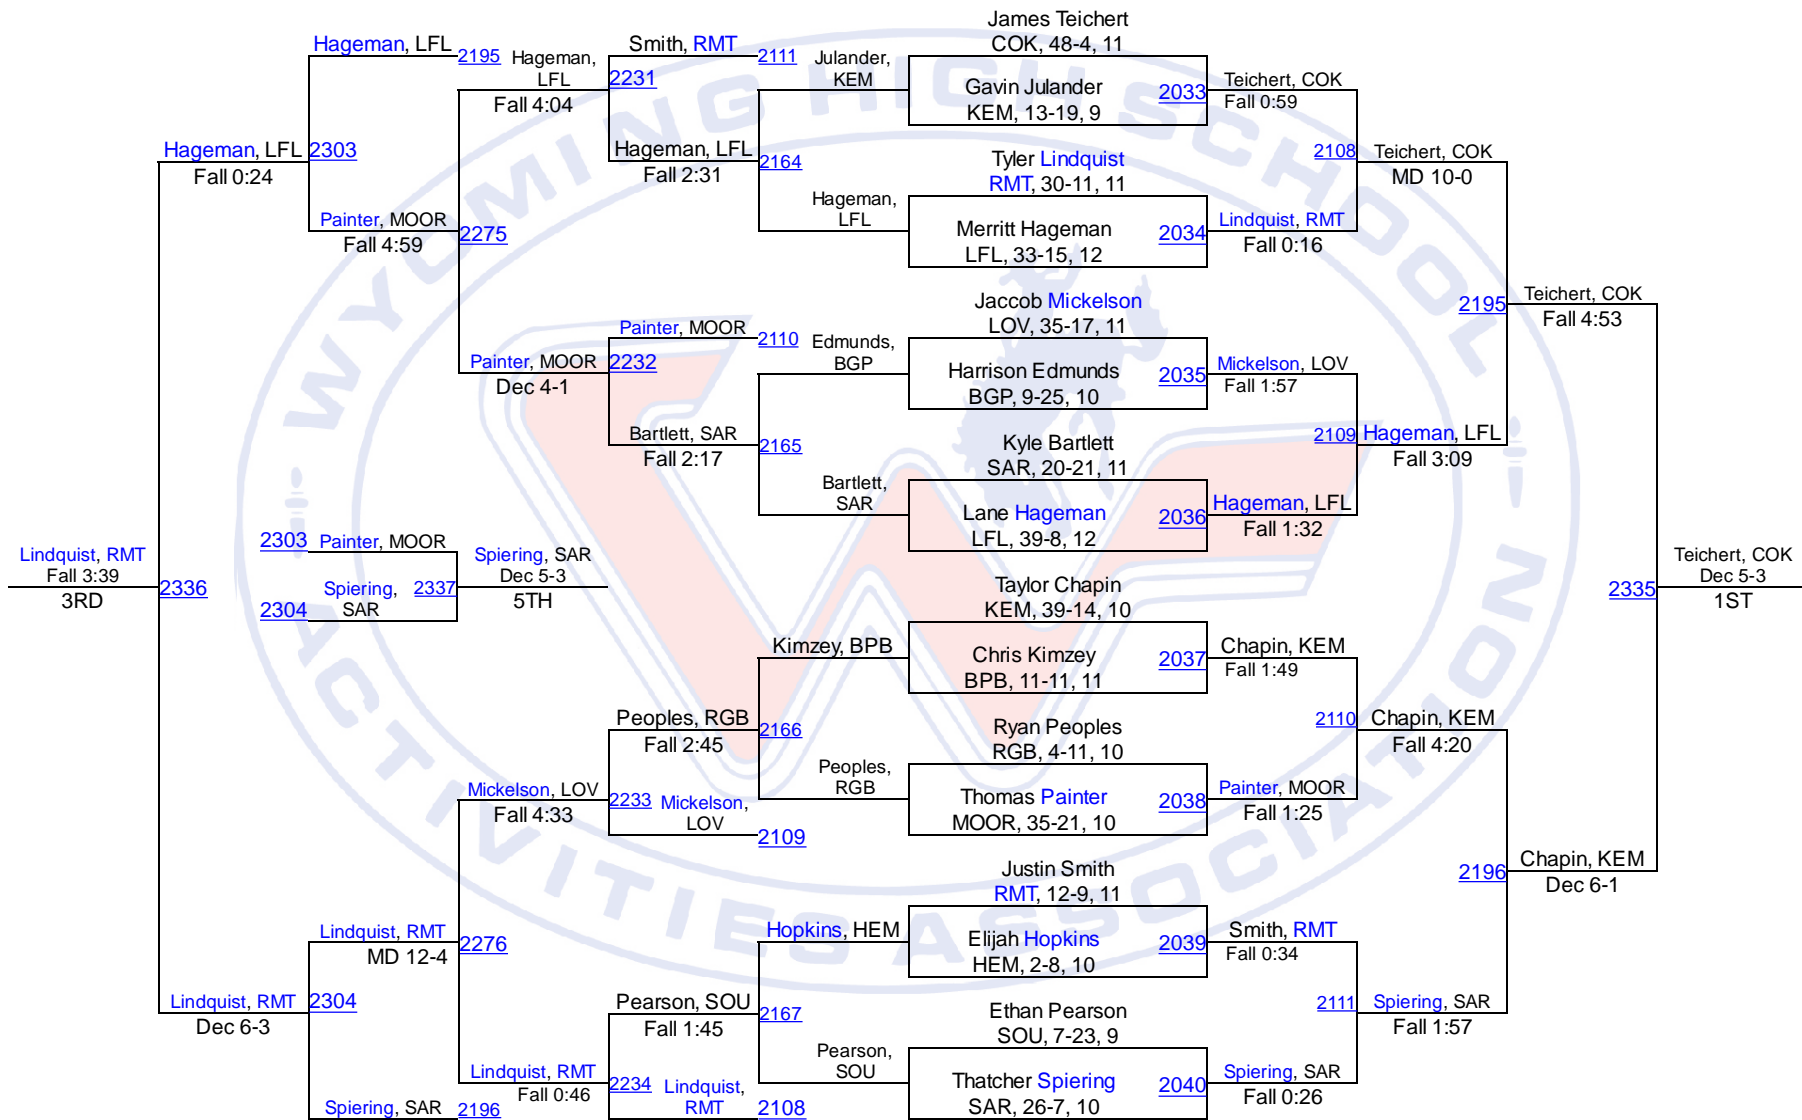 WYOMING HIGH SCHOOL
ACTIVITIES ASSOCIATION
James Teichert
COK, 48-4, 11
Gavin Julander
KEM, 13-19, 9
2033
Tyler Lindquist
RMT, 30-11, 11
Merritt Hageman
LFL, 33-15, 12
2034
Jaccob Mickelson
LOV, 35-17, 11
Harrison Edmunds
BGP, 9-25, 10
2035
Kyle Bartlett
SAR, 20-21, 11
Lane Hageman
LFL, 39-8, 12
2036
Taylor Chapin
KEM, 39-14, 10
Chris Kimzey
BPB, 11-11, 11
2037
Ryan Peoples
RGB, 4-11, 10
Thomas Painter
MOOR, 35-21, 10
2038
Justin Smith
RMT, 12-9, 11
Elijah Hopkins
HEM, 2-8, 10
2039
Ethan Pearson
SOU, 7-23, 9
Thatcher Spiering
SAR, 26-7, 10
2040
Teichert, COK
Fall 0:59
Lindquist, RMT
Fall 0:16
2108
Mickelson, LOV
Fall 1:57
Hageman, LFL
Fall 1:32
2109
Chapin, KEM
Fall 1:49
Painter, MOOR
Fall 1:25
2110
Smith, RMT
Fall 0:34
Spiering, SAR
Fall 0:26
2111
Teichert, COK
MD 10-0
Hageman, LFL
Fall 3:09
2195
Chapin, KEM
Fall 4:20
Spiering, SAR
Fall 1:57
2196
Teichert, COK
Fall 4:53
Chapin, KEM
Dec 6-1
2335
Teichert, COK
Dec 5-3
1ST
Julander,
KEM
Hageman,
LFL
2164
Edmunds,
BGP
Bartlett,
SAR
2165
Kimzey, BPB
Peoples,
RGB
2166
Hopkins, HEM
Pearson,
SOU
2167
Smith, RMT
2111
Hageman, LFL
Fall 2:31
2231
Painter, MOOR
2110
Bartlett, SAR
Fall 2:17
2232
Peoples, RGB
Fall 2:45
2233
Mickelson,
LOV
2109
Pearson, SOU
Fall 1:45
2234
Lindquist,
RMT
2108
Hageman,
LFL
Fall 4:04
Painter, MOOR
Dec 4-1
2275
Mickelson, LOV
Fall 4:33
Lindquist, RMT
Fall 0:46
2276
Hageman, LFL
2195
Painter, MOOR
Fall 4:59
2303
Lindquist, RMT
MD 12-4
2304
Spiering, SAR
2196
Hageman, LFL
Fall 0:24
Lindquist, RMT
Dec 6-3
2336
Lindquist, RMT
Fall 3:39
3RD
2303
Painter, MOOR
2304
Spiering,
SAR
2337
Spiering, SAR
Dec 5-3
5TH